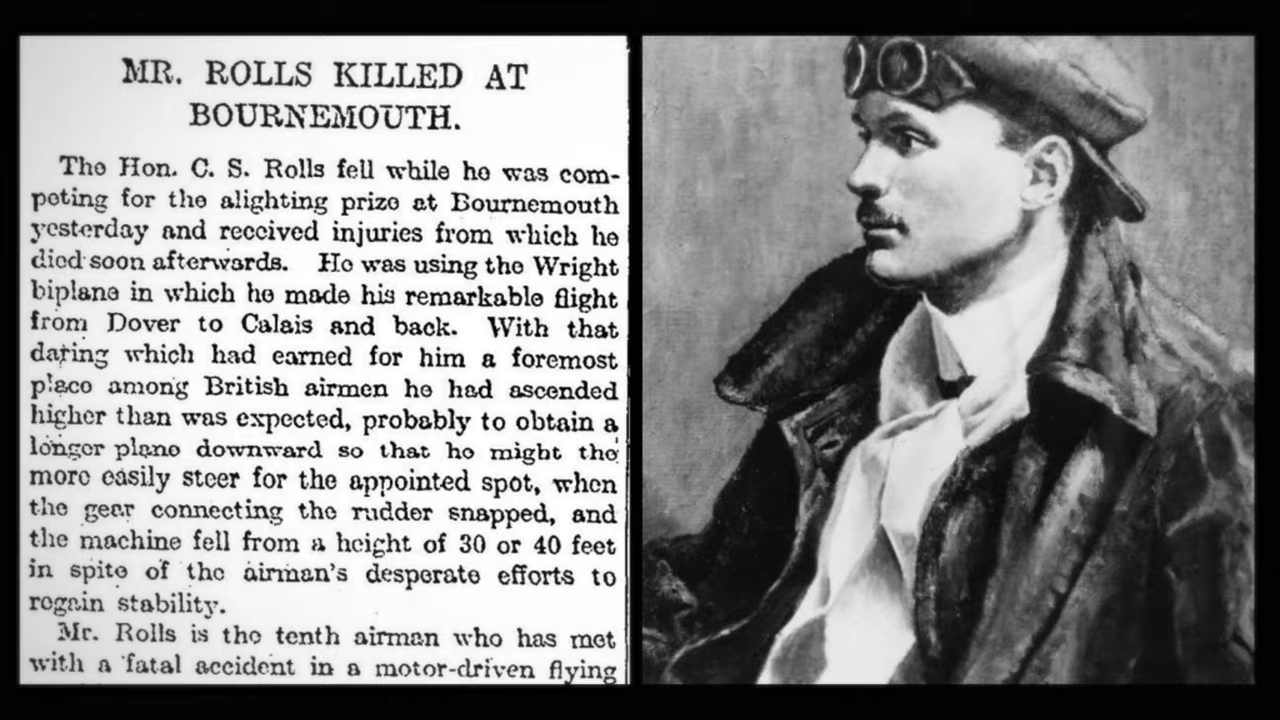 MR. ROLLS KILLED AT
BOURNEMOUTH.
The Hon. C. S. Rolls fell while he was com-
peting for the alighting prize at Bournemouth
yesterday and received injuries from which he
died soon afterwards. He was using the Wright
biplane in which he made his remarkable flight
from Dover to Calais and back. With that
daring which had earned for him a foremost
place among British airmen he had ascended
higher than was expected, probably to obtain a
longer plane downward so that he might the
more easily steer for the appointed spot, when
the gear connecting the rudder snapped, and
the machine fell from a height of 30 or 40 feet
in spite of the airman's desperate efforts to
regain stability.
Mr. Rolls is the tenth airman who has met
with a fatal accident in a motor-driven flying